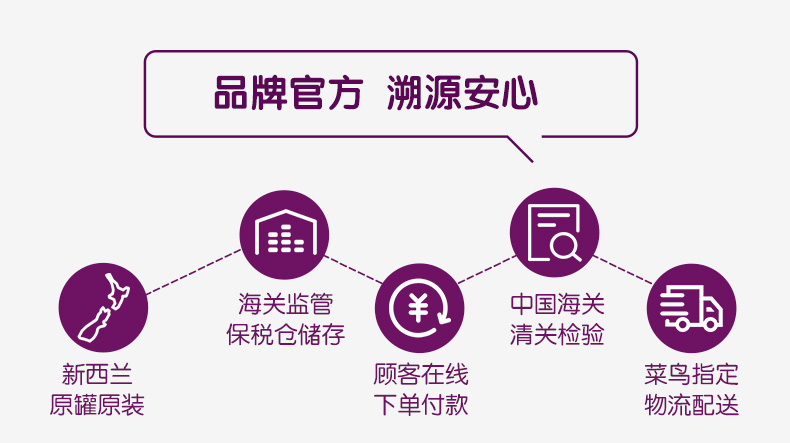 品牌官方 溯源安心
新西兰
原罐原装
海关监管
保税仓储存
¥
顾客在线
下单付款
中国海关
清关检验
菜鸟指定
物流配送